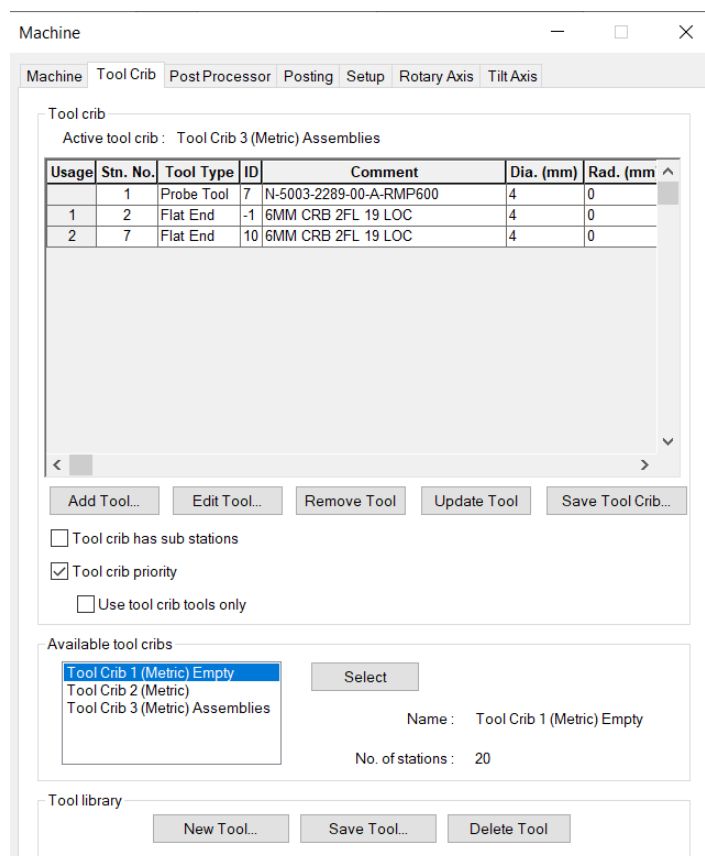 Machine
Machine Tool Crib Post Processor Posting Setup Rotary Axis Tilt Axis
Tool crib
Active tool crib : Tool Crib 3 (Metric) Assemblies
Usage Stn. No. Tool Type ID Comment Dia. (mm) Rad. (mm
1 Probe Tool 7 N-5003-2289-00-A-RMP600 4 0
1 2 Flat End -1 6MM CRB 2FL 19 LOC 4 0
2 7 Flat End 10 6MM CRB 2FL 19 LOC 4 0
Add Tool... Edit Tool... Remove Tool Update Tool Save Tool Crib...
Tool crib has sub stations
Tool crib priority
Use tool crib tools only
Available tool cribs
Tool Crib 1 (Metric) Empty
Tool Crib 2 (Metric)
Tool Crib 3 (Metric) Assemblies
Select
Name : Tool Crib 1 (Metric) Empty
No. of stations : 20
Tool library
New Tool... Save Tool... Delete Tool